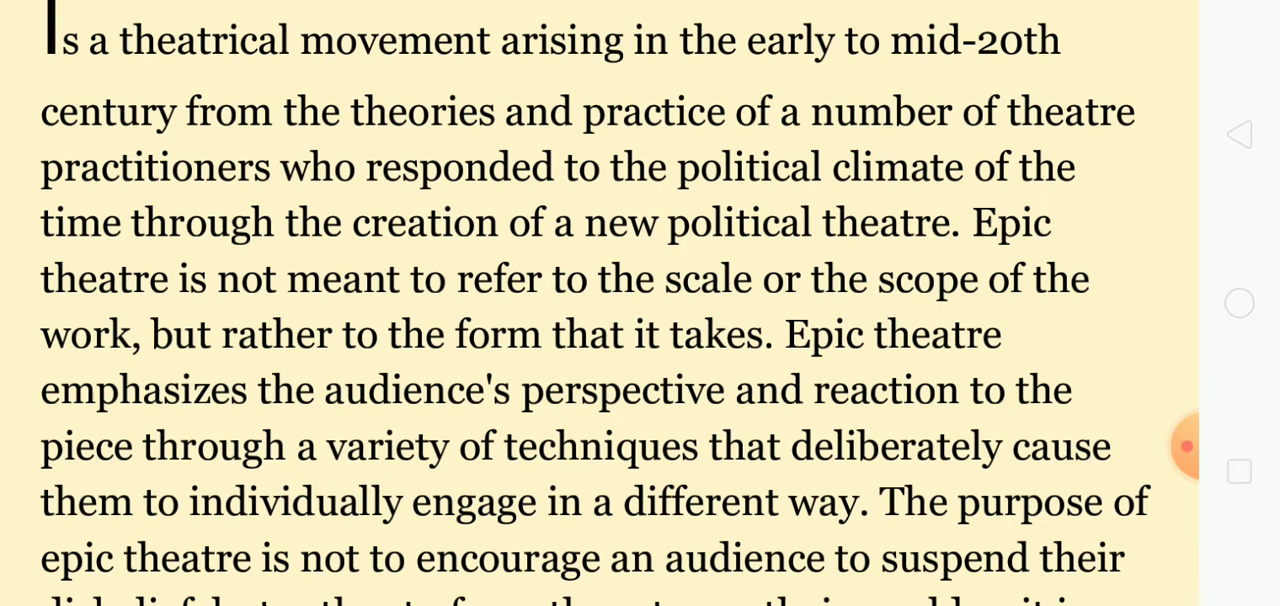 Is a theatrical movement arising in the early to mid-20th
century from the theories and practice of a number of theatre
practitioners who responded to the political climate of the
time through the creation of a new political theatre. Epic
theatre is not meant to refer to the scale or the scope of the
work, but rather to the form that it takes. Epic theatre
emphasizes the audience's perspective and reaction to the
piece through a variety of techniques that deliberately cause
them to individually engage in a different way. The purpose of
epic theatre is not to encourage an audience to suspend their